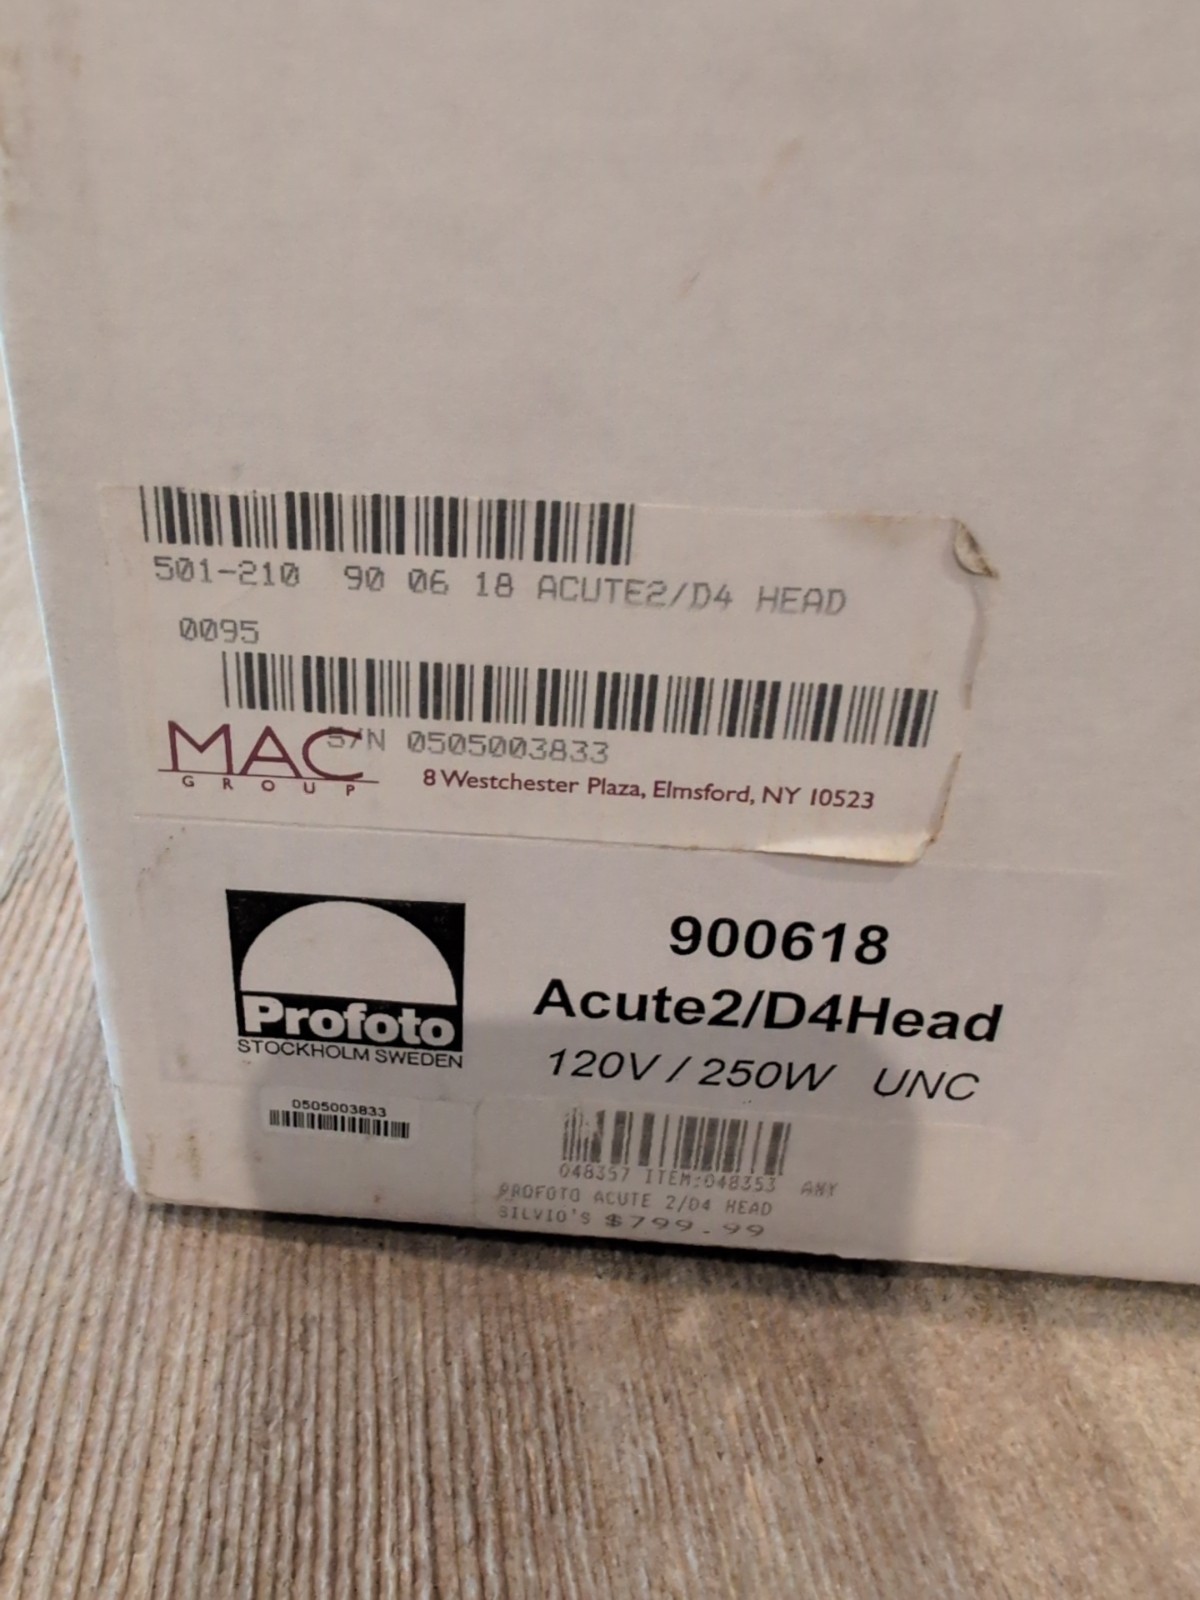 501-210 90 06 18 ACUTE2/D4 HEAD
0095
S/N 0505003833
MAC
GROUP
8 Westchester Plaza, Elmsford, NY 10523
Profoto
STOCKHOLM SWEDEN
900618
Acute2/D4Head
120V / 250W UNC
0505003833
048357 ITEM:048353 ANY
PROFOTO ACUTE 2/D4 HEAD
SILVIO'S $799.99